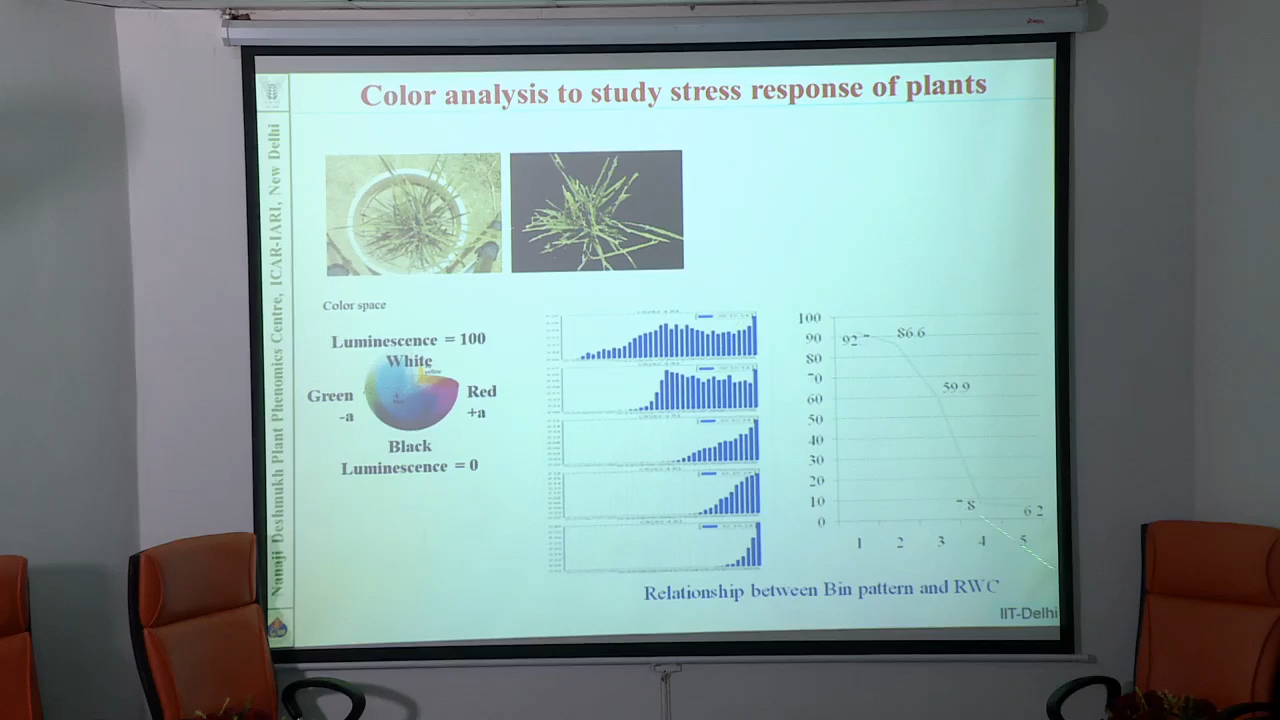 Color analysis to study stress response of plants
Nanaji Deshmukh Plant Phenomics Centre, ICAR-IARI, New Delhi
Color space
Luminescence = 100
White
yellow
Green
-a
Red
+a
Black
Luminescence = 0
100
90
80
70
60
50
40
30
20
10
0
92
86.6
59.9
7.8
6.2
1
2
3
4
5
Relationship between Bin pattern and RWC
IIT-Delhi